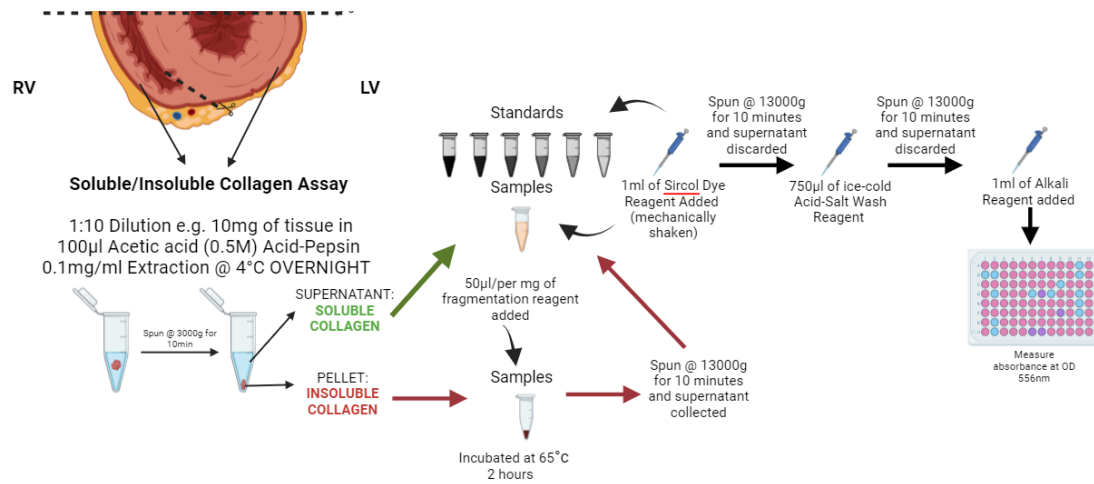 RV
LV
Soluble/Insoluble Collagen Assay
1:10 Dilution e.g. 10mg of tissue in
100µl Acetic acid (0.5M) Acid-Pepsin
0.1mg/ml Extraction @ 4°C OVERNIGHT
Spun @ 3000g for
10min
SUPERNATANT:
SOLUBLE
COLLAGEN
PELLET:
INSOLUBLE
COLLAGEN
Standards
Samples
50µl/per mg of
fragmentation reagent
added
Samples
Incubated at 65°C
2 hours
Spun @ 13000g
for 10 minutes
and supernatant
collected
1ml of Sircol Dye
Reagent Added
(mechanically
shaken)
Spun @ 13000g
for 10 minutes
and supernatant
discarded
750µl of ice-cold
Acid-Salt Wash
Reagent
Spun @ 13000g
for 10 minutes
and supernatant
discarded
1ml of Alkali
Reagent added
Measure
absorbance at OD
556nm